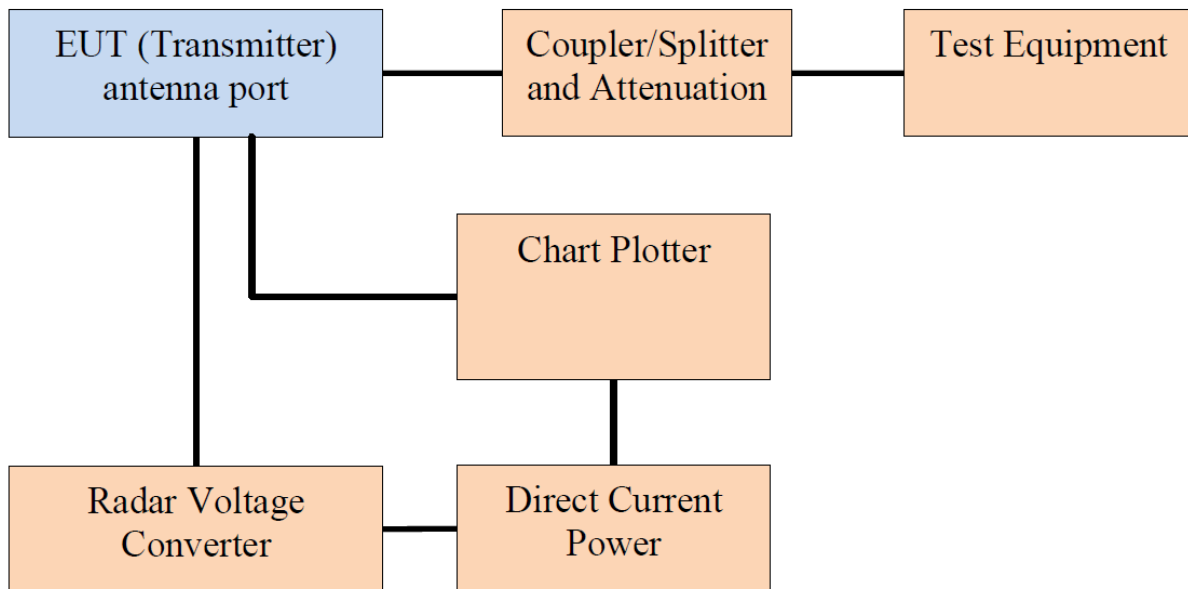 EUT (Transmitter)
antenna port
Coupler/Splitter
and Attenuation
Test Equipment
Chart Plotter
Radar Voltage
Converter
Direct Current
Power